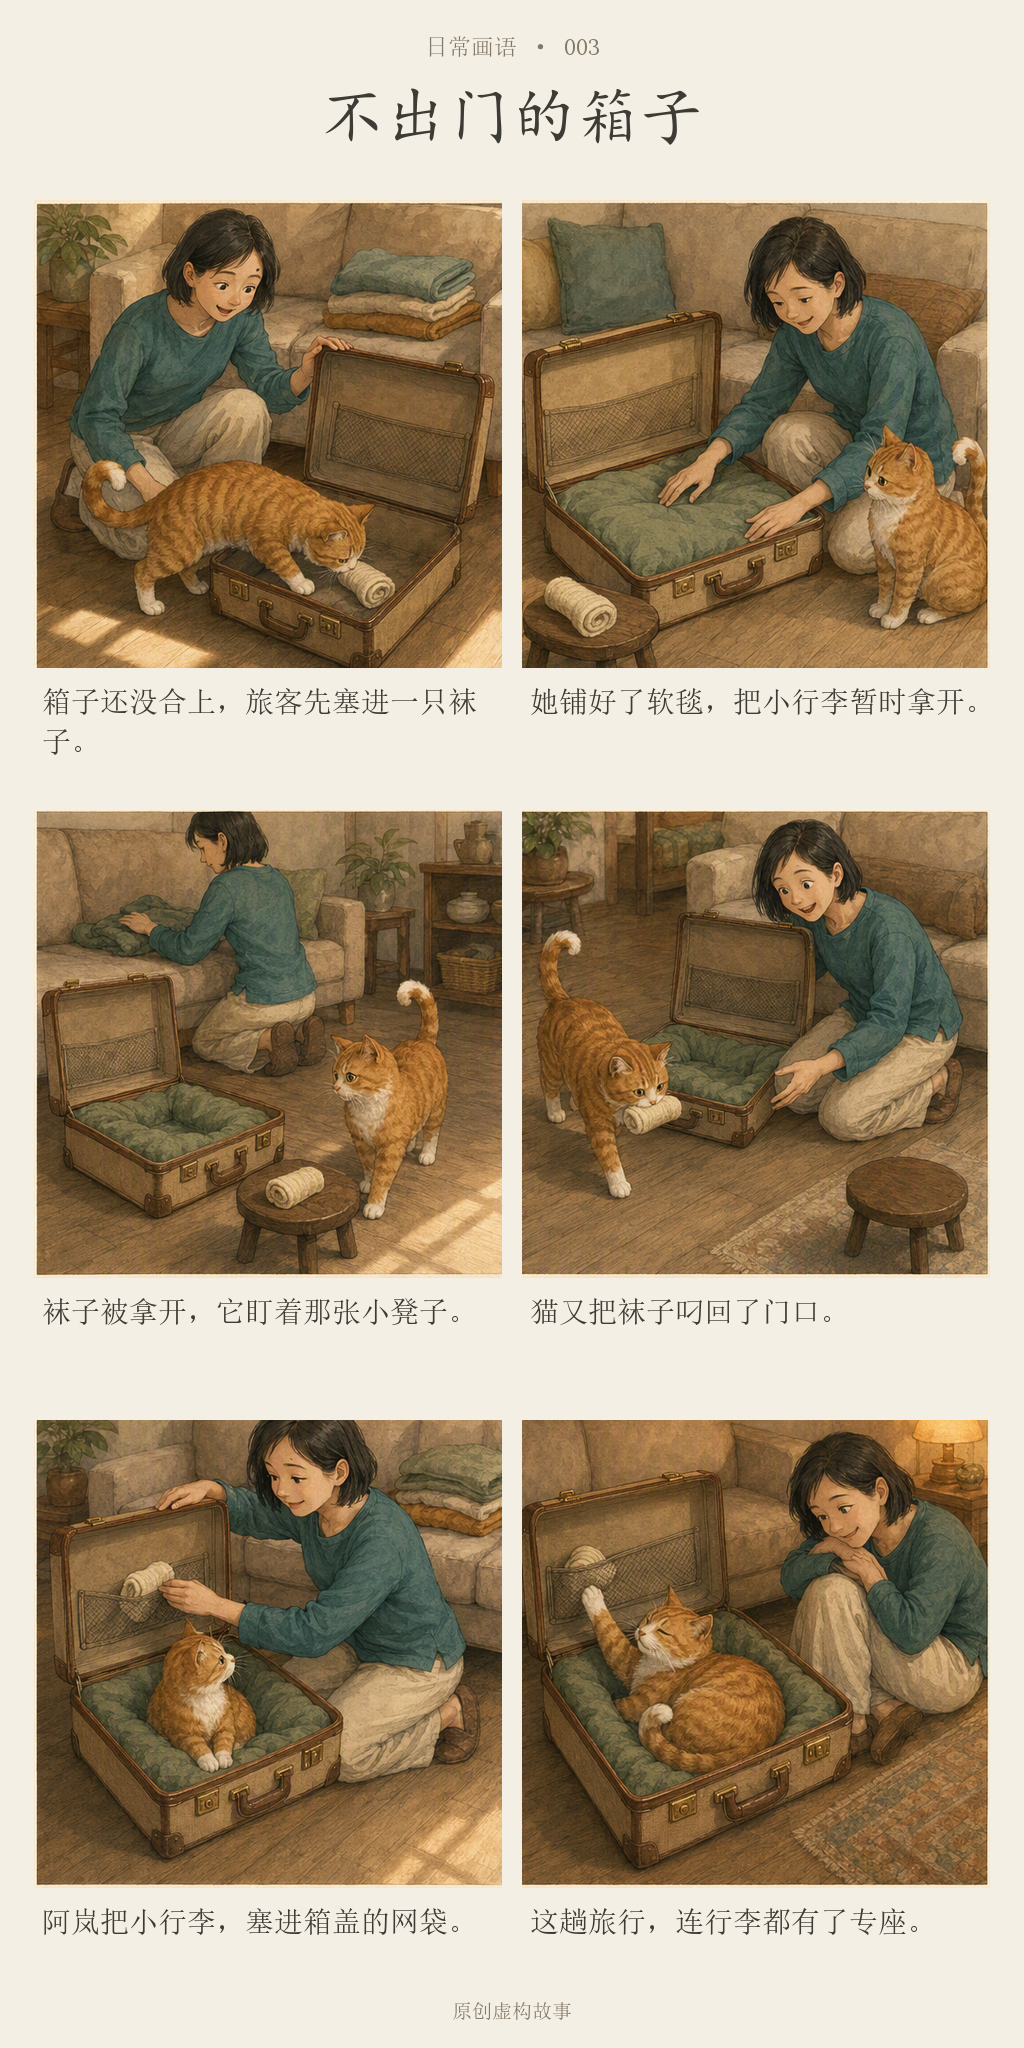 日常画语 • 003
不出门的箱子
箱子还没合上，旅客先塞进一只袜
子。
她铺好了软毯，把小行李暂时拿开。
袜子被拿开，它盯着那张小凳子。
猫又把袜子叼回了门口。
阿岚把小行李，塞进箱盖的网袋。
这趟旅行，连行李都有了专座。
原创虚构故事